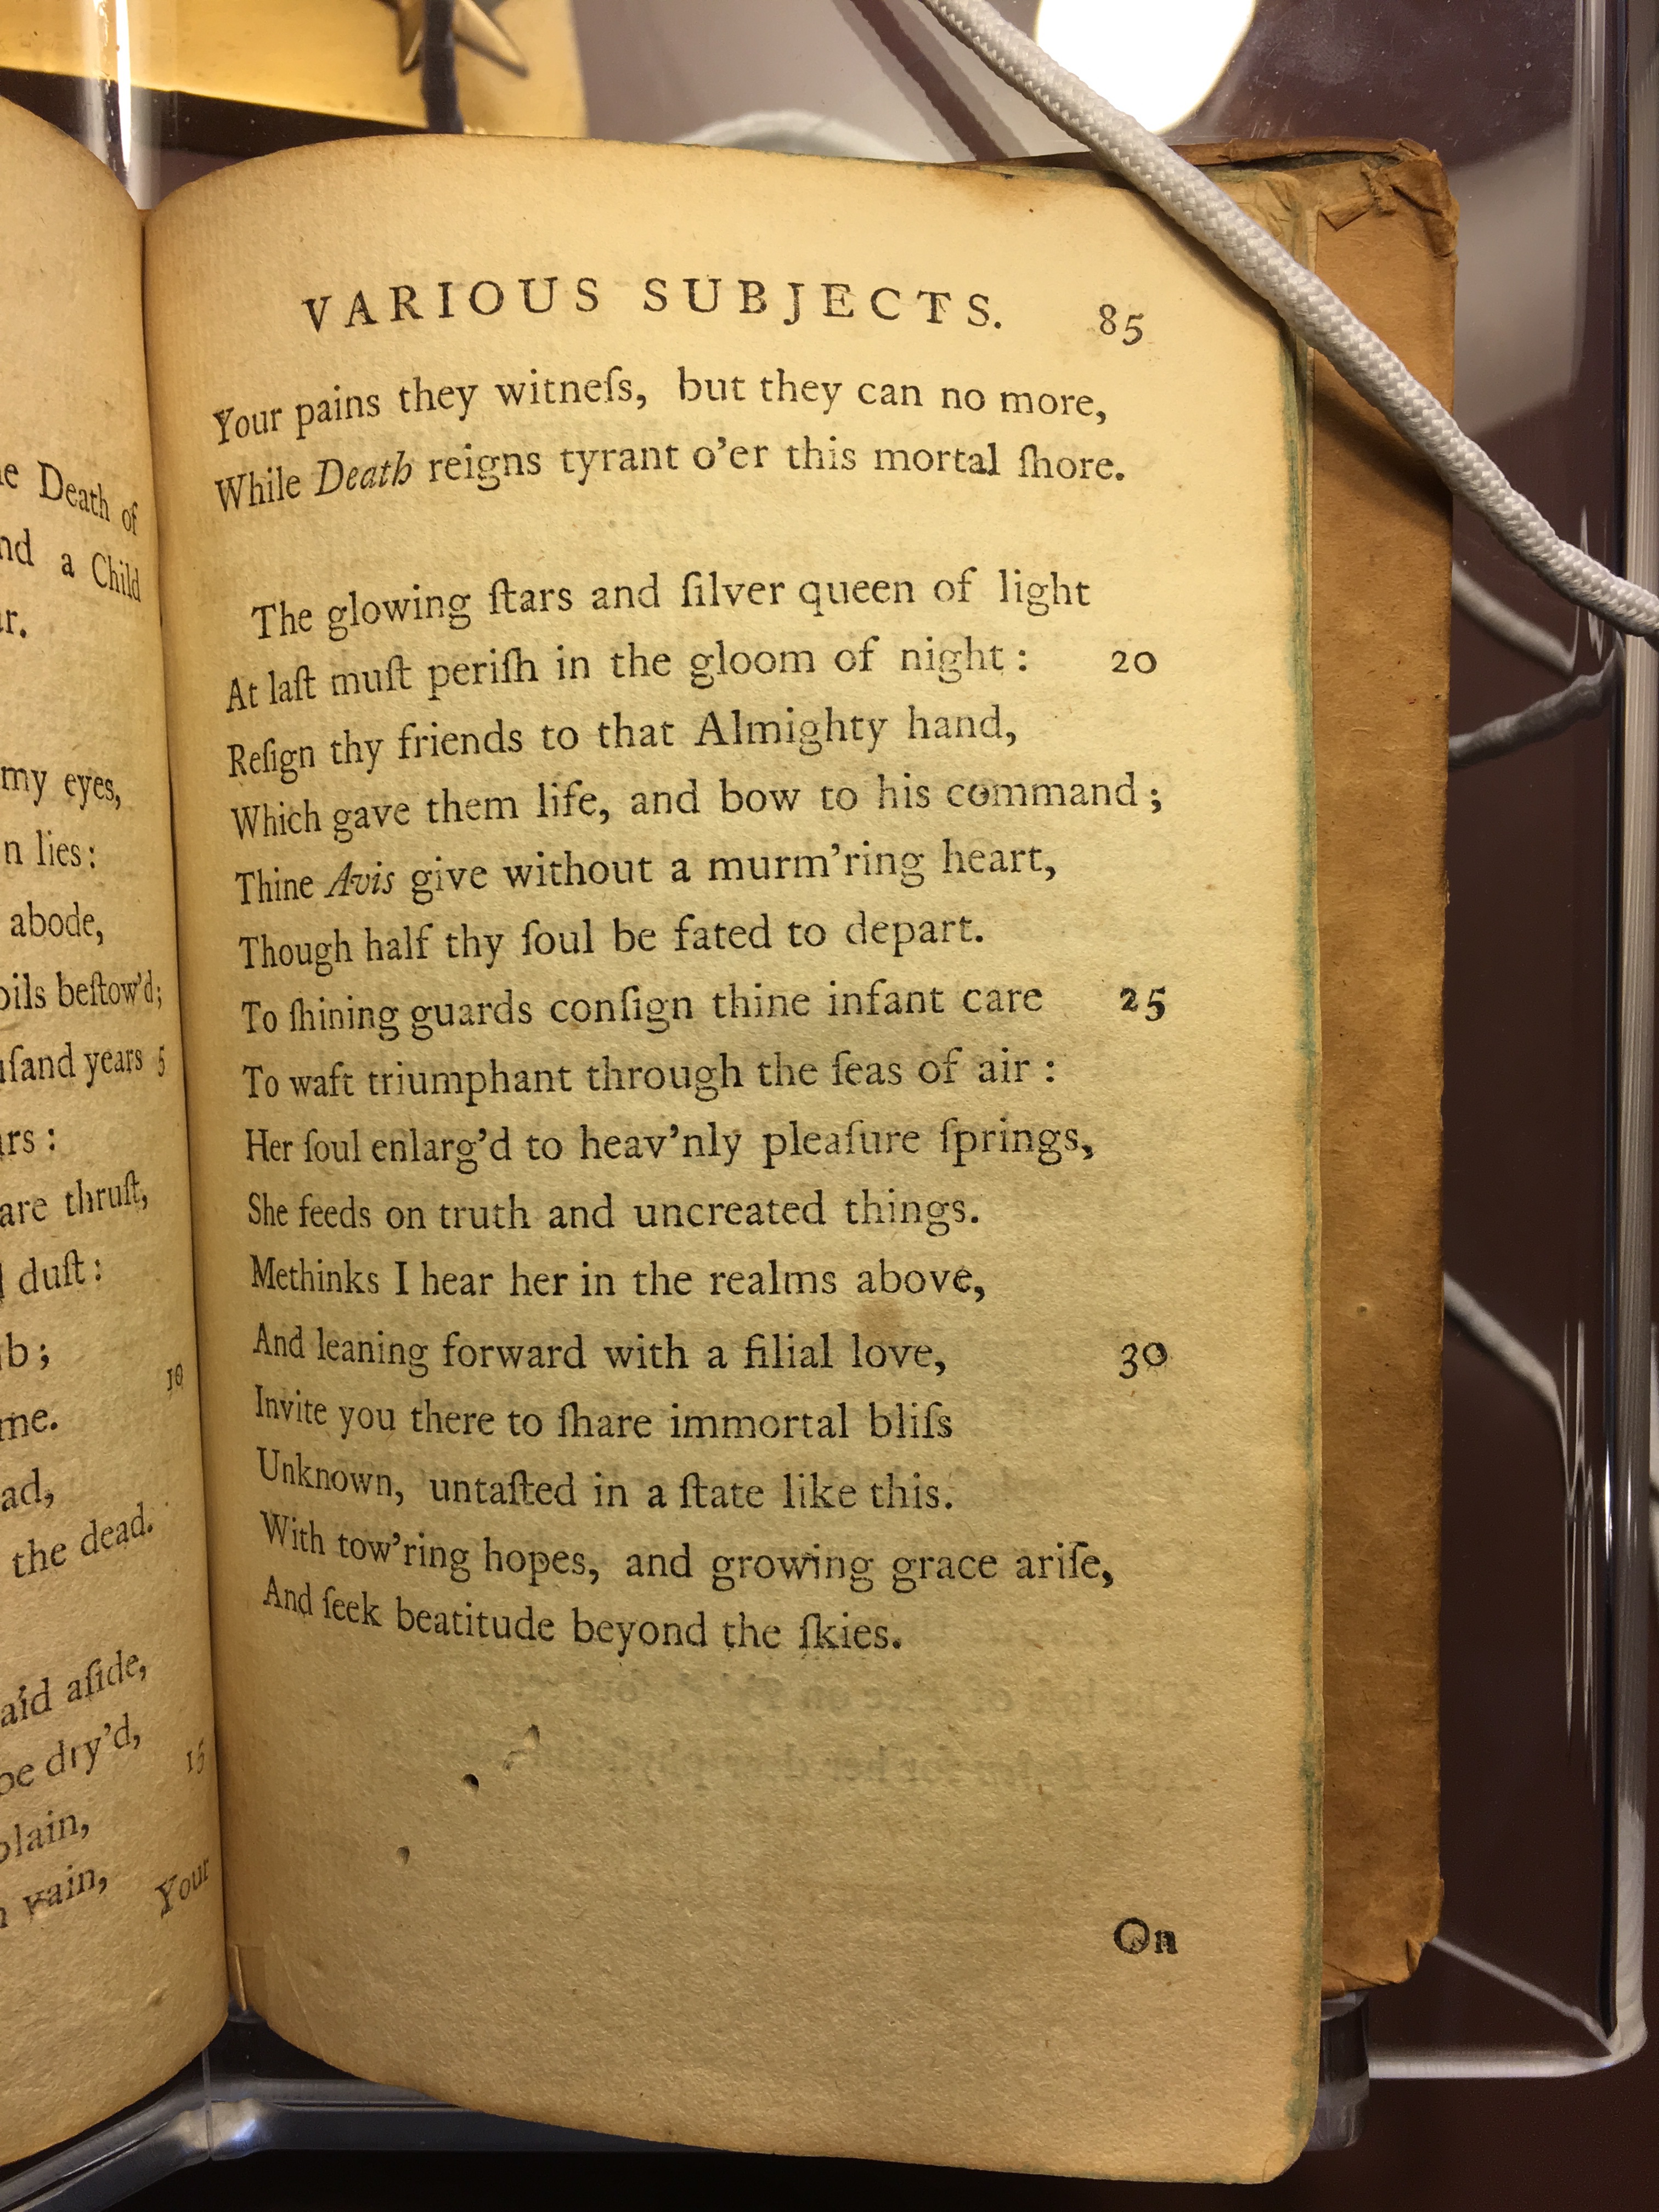 e Death of
nd a Child
r.
my eyes,
n lies:
abode,
oils beſtow'd;
uſand years 5
rs:
are thruſt,
duſt:
b;
10
me.
ad,
the dead.
aid aſide,
be dry'd,
15
plain,
vain,
Your
VARIOUS SUBJECTS. 85
Your pains they witneſs, but they can no more,
While Death reigns tyrant o'er this mortal ſhore.
The glowing ſtars and ſilver queen of light
At laſt muſt periſh in the gloom of night: 20
Reſign thy friends to that Almighty hand,
Which gave them life, and bow to his command;
Thine Avis give without a murm'ring heart,
Though half thy ſoul be fated to depart.
To ſhining guards conſign thine infant care 25
To waft triumphant through the ſeas of air:
Her ſoul enlarg'd to heav'nly pleaſure ſprings,
She feeds on truth and uncreated things.
Methinks I hear her in the realms above,
And leaning forward with a filial love, 30
Invite you there to ſhare immortal bliſs
Unknown, untaſted in a ſtate like this.
With tow'ring hopes, and growing grace ariſe,
And ſeek beatitude beyond the ſkies.
On